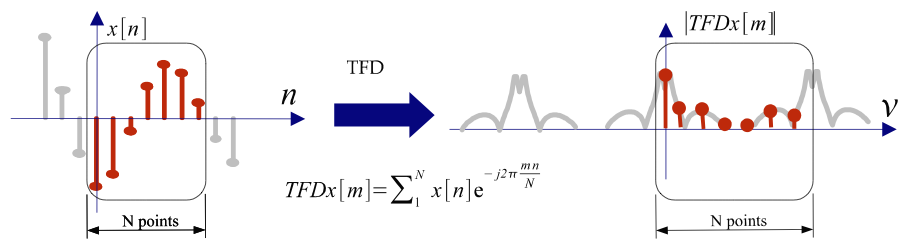 x[n]
|TFDx[m]|
TFD
n
ν
TFDx[m]=∑₁ᴺ x[n]e^{-j2π mn/N}
N points
N points